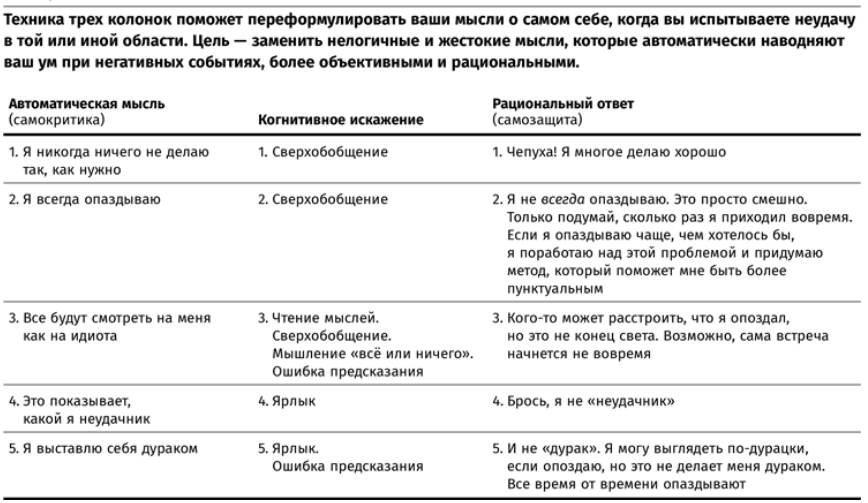 Техника трех колонок поможет переформулировать ваши мысли о самом себе, когда вы испытываете неудачу
в той или иной области. Цель — заменить нелогичные и жестокие мысли, которые автоматически наводняют
ваш ум при негативных событиях, более объективными и рациональными.
Автоматическая мысль
(самокритика)
Когнитивное искажение
Рациональный ответ
(самозащита)
1. Я никогда ничего не делаю
так, как нужно
1. Сверхобобщение
1. Чепуха! Я многое делаю хорошо
2. Я всегда опаздываю
2. Сверхобобщение
2. Я не всегда опаздываю. Это просто смешно.
Только подумай, сколько раз я приходил вовремя.
Если я опаздываю чаще, чем хотелось бы,
я поработаю над этой проблемой и придумаю
метод, который поможет мне быть более
пунктуальным
3. Все будут смотреть на меня
как на идиота
3. Чтение мыслей.
Сверхобобщение.
Мышление «всё или ничего».
Ошибка предсказания
3. Кого-то может расстроить, что я опоздал,
но это не конец света. Возможно, сама встреча
начнется не вовремя
4. Это показывает,
какой я неудачник
4. Ярлык
4. Брось, я не «неудачник»
5. Я выставлю себя дураком
5. Ярлык.
Ошибка предсказания
5. И не «дурак». Я могу выглядеть по-дурацки,
если опоздаю, но это не делает меня дураком.
Все время от времени опаздывают